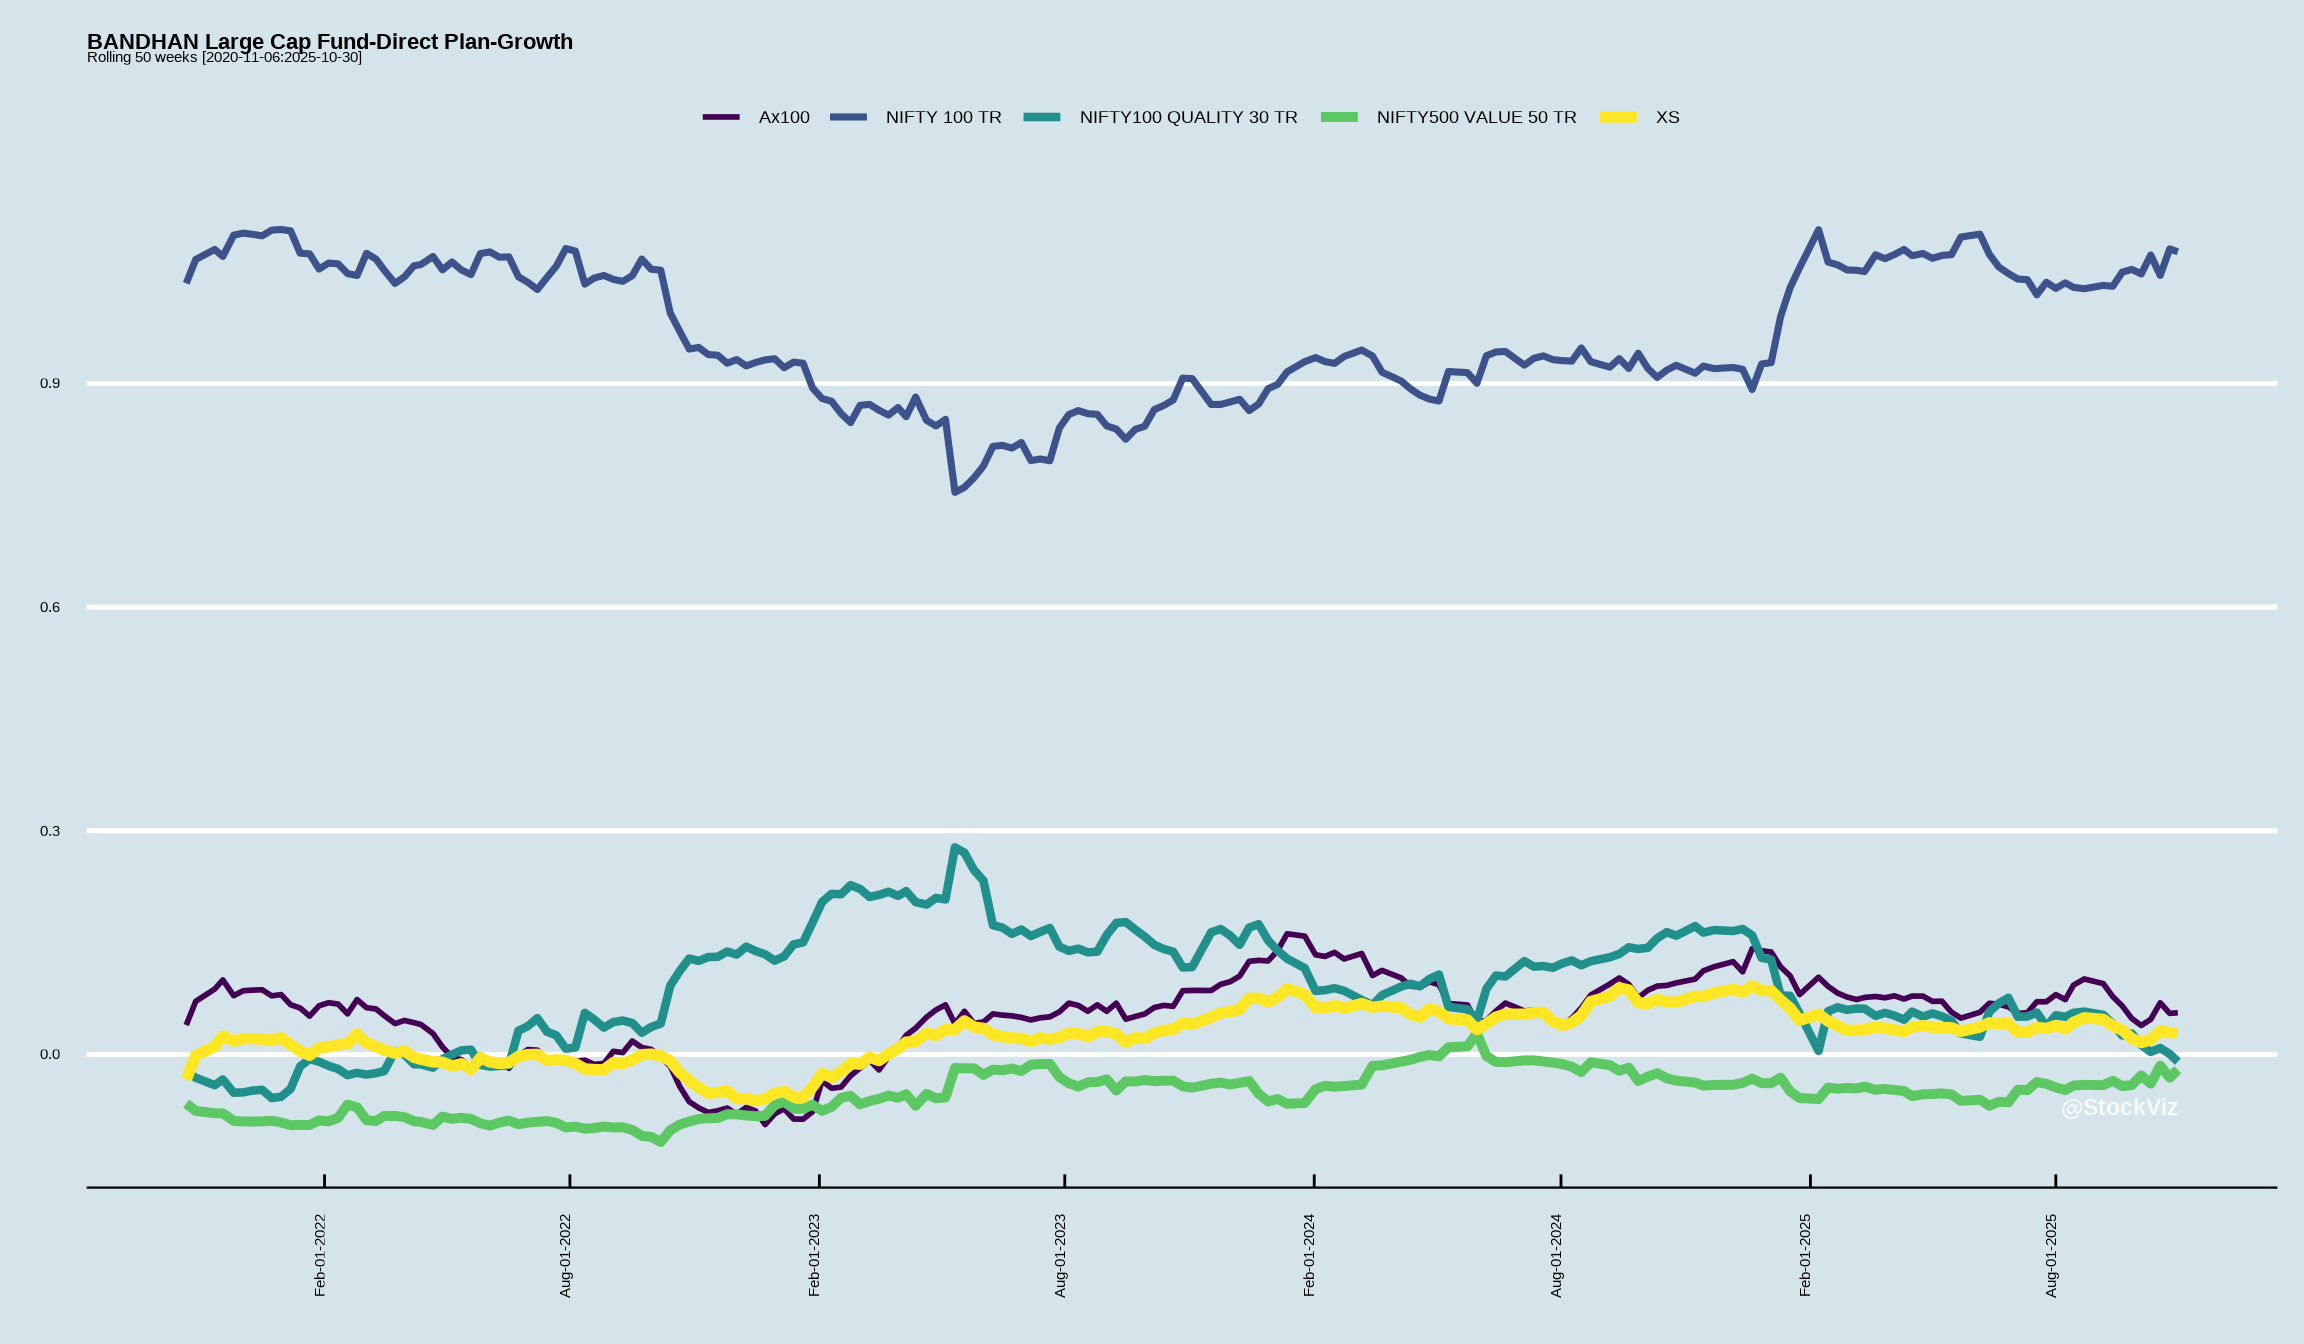 BANDHAN Large Cap Fund-Direct Plan-Growth
Rolling 50 weeks [2020-11-06:2025-10-30]
Ax100 NIFTY 100 TR NIFTY100 QUALITY 30 TR NIFTY500 VALUE 50 TR XS
0.9
0.6
0.3
0.0
@StockViz
Feb-01-2022
Aug-01-2022
Feb-01-2023
Aug-01-2023
Feb-01-2024
Aug-01-2024
Feb-01-2025
Aug-01-2025